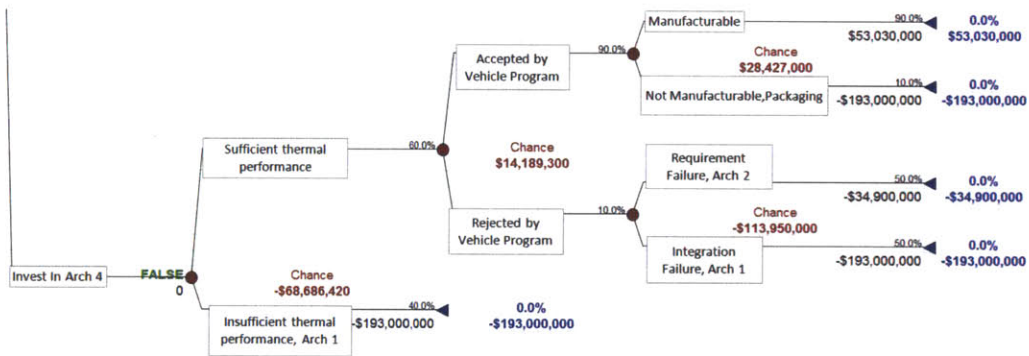 Manufacturable
90.0%
0.0%
$53,030,000
$53,030,000
Accepted by
Vehicle Program
90.0%
Chance
$28,427,000
Not Manufacturable,Packaging
10.0%
0.0%
-$193,000,000
-$193,000,000
Sufficient thermal
performance
60.0%
Chance
$14,189,300
Requirement
Failure, Arch 2
50.0%
0.0%
-$34,900,000
-$34,900,000
Rejected by
Vehicle Program
10.0%
Chance
-$113,950,000
Integration
Failure, Arch 1
50.0%
0.0%
-$193,000,000
-$193,000,000
Invest In Arch 4
FALSE
0
Chance
-$68,686,420
Insufficient thermal
performance, Arch 1
40.0%
0.0%
-$193,000,000
-$193,000,000